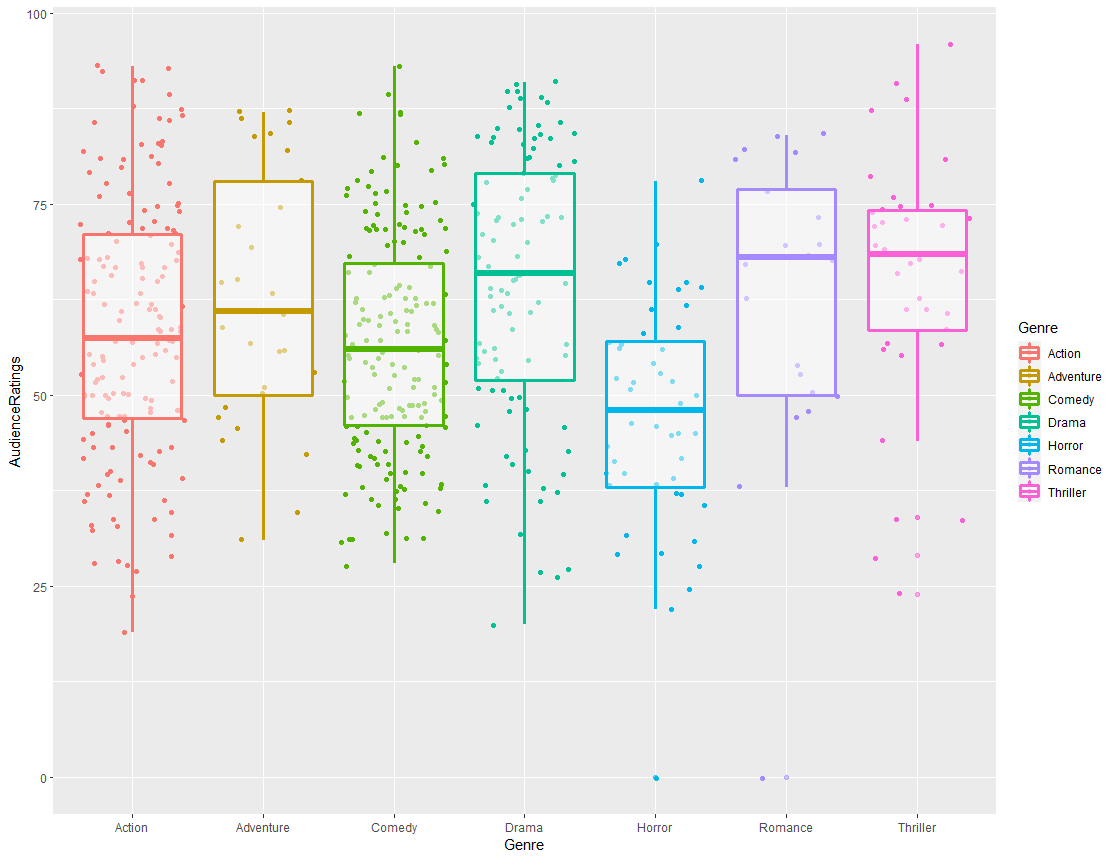 100
75
50
25
0
AudienceRatings
Action Adventure Comedy Drama Horror Romance Thriller
Genre
Genre
Action
Adventure
Comedy
Drama
Horror
Romance
Thriller